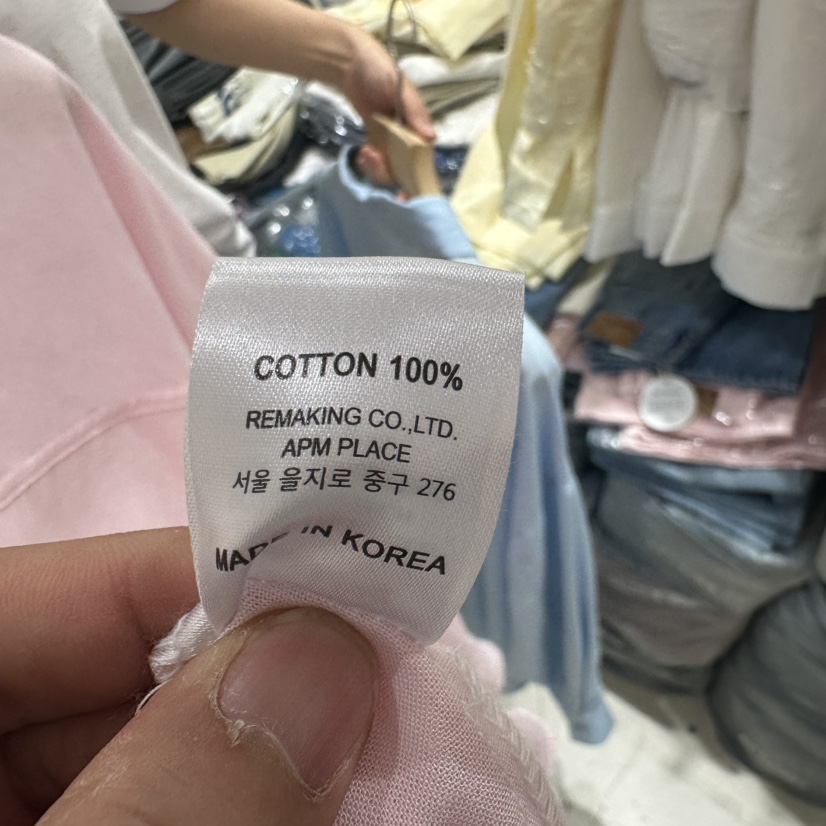 COTTON 100%
REMAKING CO.,LTD.
APM PLACE
서울 을지로 중구 276
MADE IN KOREA